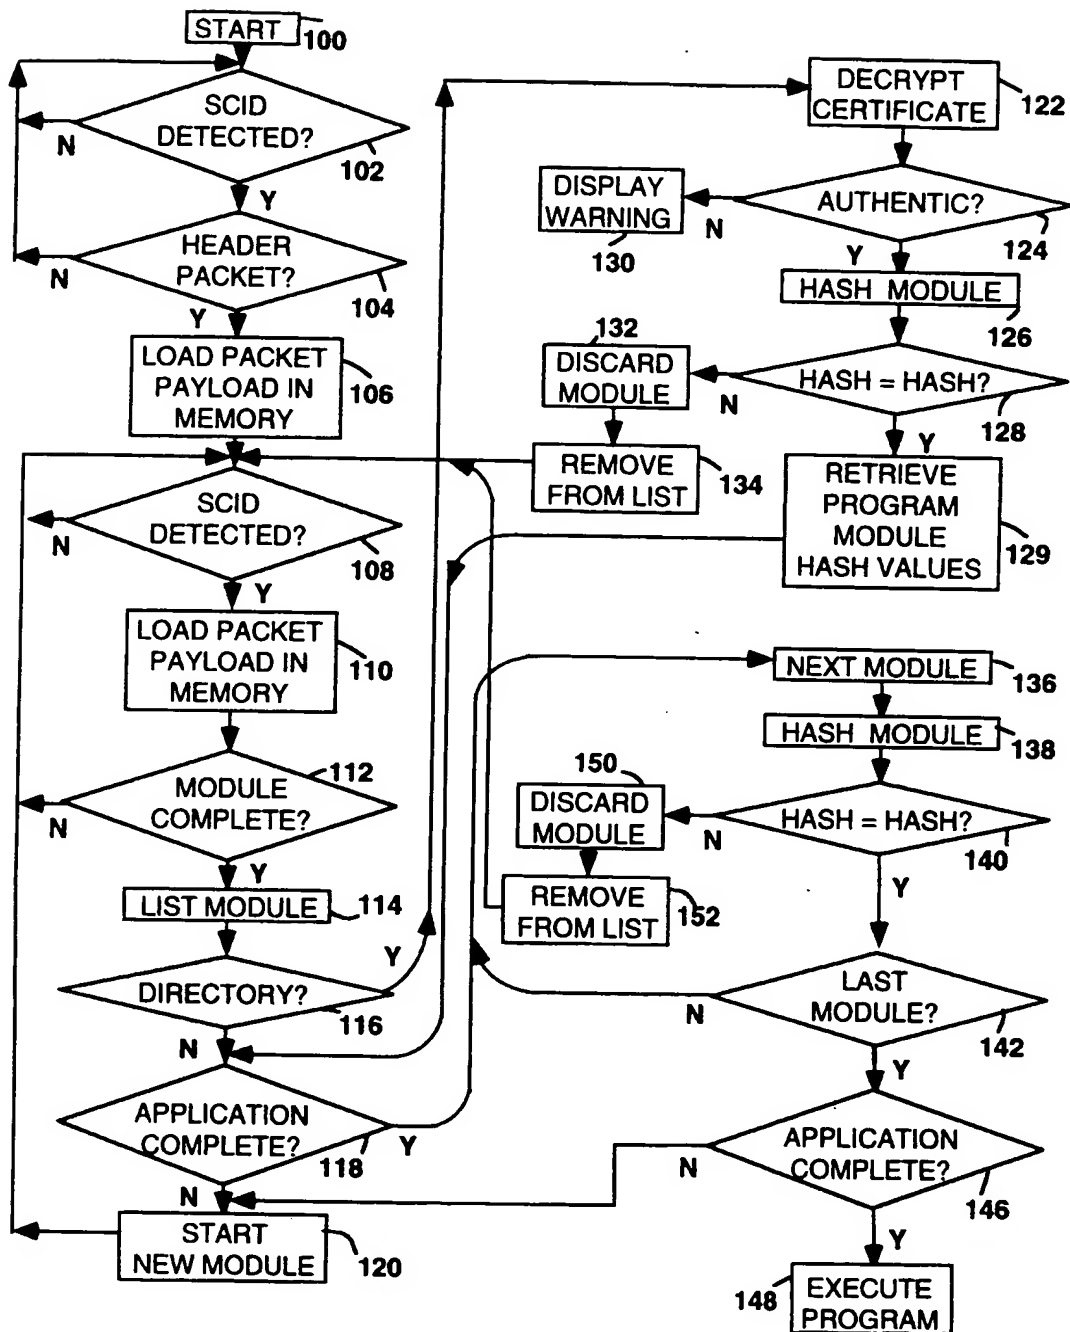 START
100
SCID
DETECTED?
102
N
Y
HEADER
PACKET?
104
N
Y
LOAD PACKET
PAYLOAD IN
MEMORY
106
SCID
DETECTED?
108
N
Y
LOAD PACKET
PAYLOAD IN
MEMORY
110
MODULE
COMPLETE?
112
N
Y
LIST MODULE
114
DIRECTORY?
116
Y
N
APPLICATION
COMPLETE?
118
Y
N
START
NEW MODULE
120
DECRYPT
CERTIFICATE
122
AUTHENTIC?
124
N
Y
DISPLAY
WARNING
130
HASH MODULE
126
HASH = HASH?
128
N
Y
132
DISCARD
MODULE
REMOVE
FROM LIST
134
RETRIEVE
PROGRAM
MODULE
HASH VALUES
129
NEXT MODULE
136
HASH MODULE
138
HASH = HASH?
140
N
Y
150
DISCARD
MODULE
REMOVE
FROM LIST
152
LAST
MODULE?
142
N
Y
APPLICATION
COMPLETE?
146
N
Y
148
EXECUTE
PROGRAM